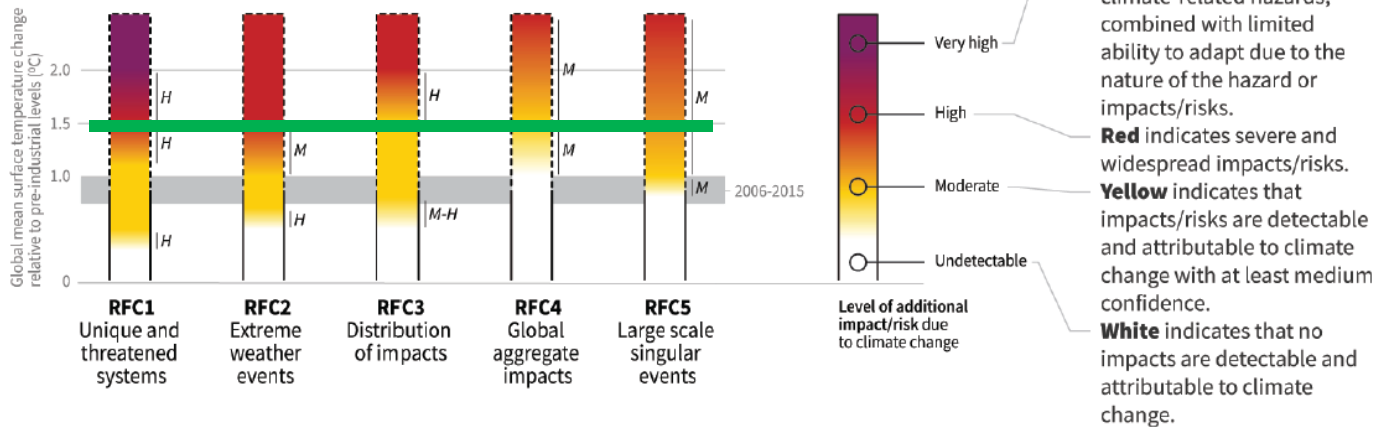 Global mean surface temperature change
relative to pre-industrial levels (⁰C)
2.0
1.5
1.0
0
H
H
H
M
H
H
M-H
M
M
M
M
2006-2015
RFC1
Unique and
threatened
systems
RFC2
Extreme
weather
events
RFC3
Distribution
of impacts
RFC4
Global
aggregate
impacts
RFC5
Large scale
singular
events
Very high
High
Moderate
Undetectable
Level of additional
impact/risk due
to climate change
climate-related hazards,
combined with limited
ability to adapt due to the
nature of the hazard or
impacts/risks.
Red indicates severe and
widespread impacts/risks.
Yellow indicates that
impacts/risks are detectable
and attributable to climate
change with at least medium
confidence.
White indicates that no
impacts are detectable and
attributable to climate
change.